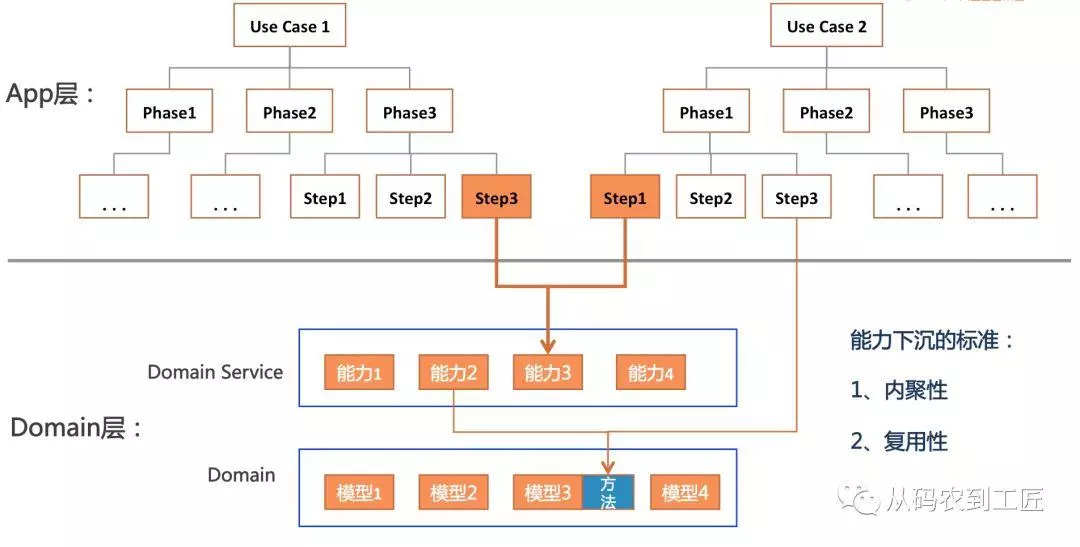 Use Case 1
Use Case 2
App层：
Phase1
Phase2
Phase3
Phase1
Phase2
Phase3
...
...
Step1
Step2
Step3
Step1
Step2
Step3
...
...
能力下沉的标准：
Domain Service
能力1
能力2
能力3
能力4
1、内聚性
Domain层：
2、复用性
Domain
模型1
模型2
模型3
方
法
模型4
从码农到工匠